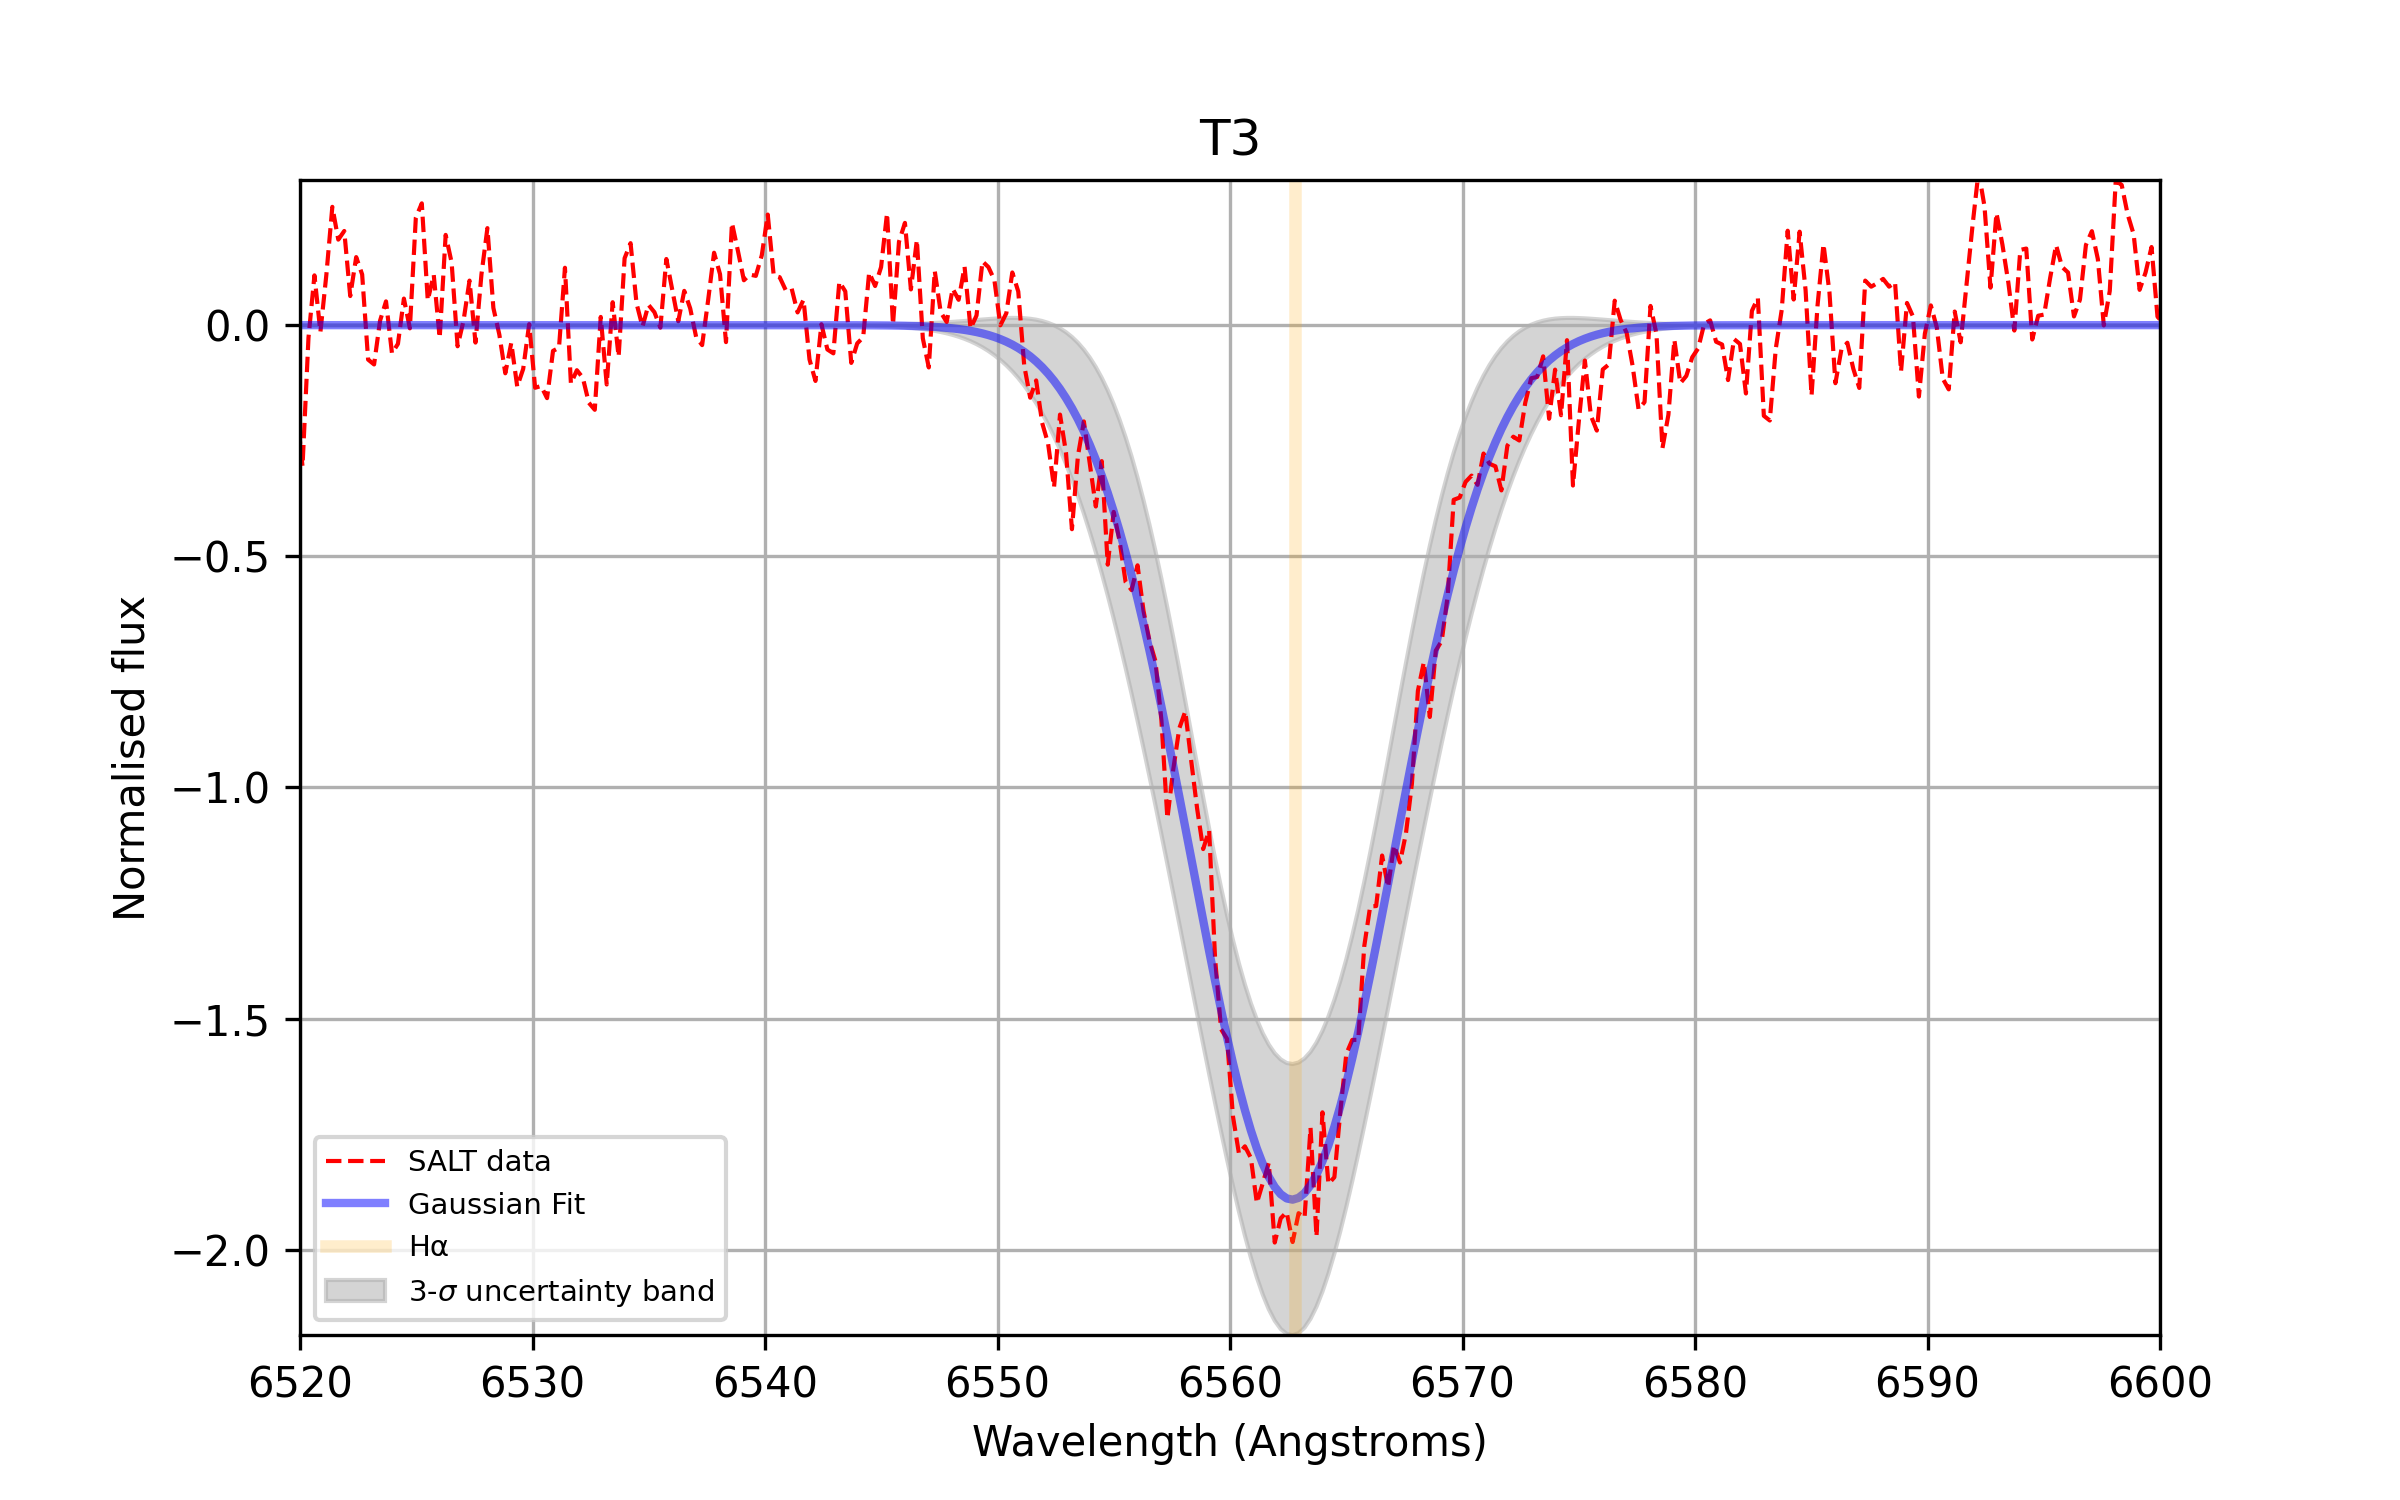 T3
Normalised flux
0.0
−0.5
−1.0
−1.5
−2.0
SALT data
Gaussian Fit
Hα
3-σ uncertainty band
6520 6530 6540 6550 6560 6570 6580 6590 6600
Wavelength (Angstroms)